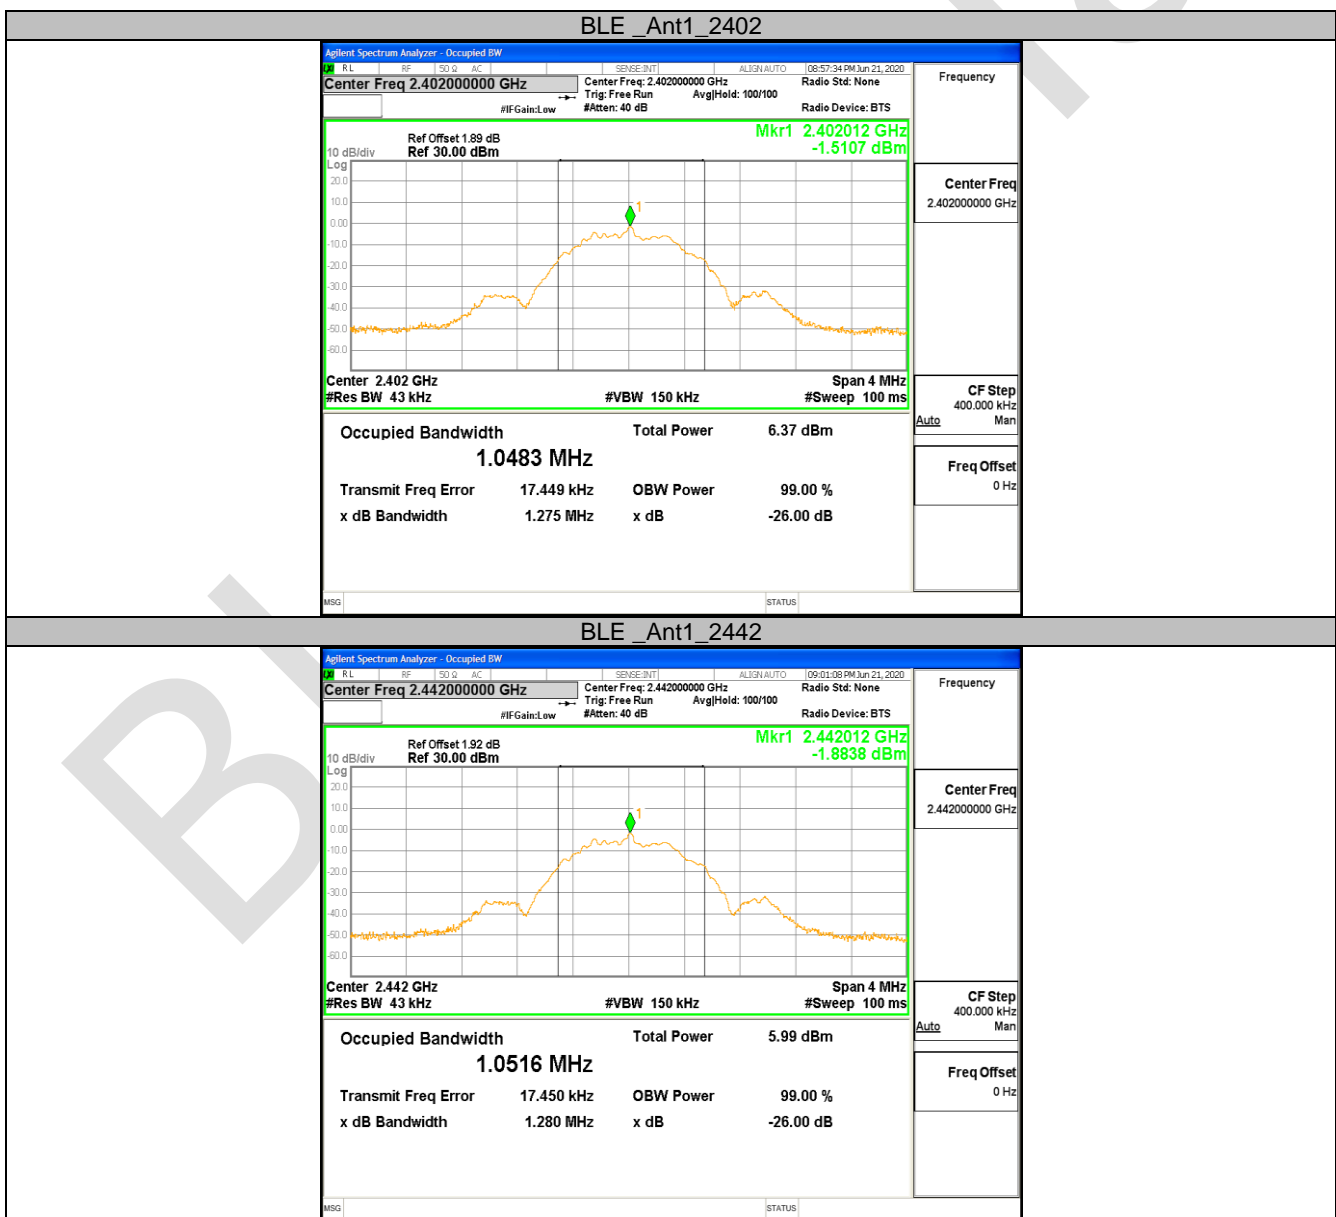 BLE _Ant1_2402
Agilent Spectrum Analyzer - Occupied BW
RL RF 50 Ω AC SENSE:INT ALIGN AUTO 08:57:34 PM Jun 21, 2020
Center Freq 2.402000000 GHz
Center Freq: 2.402000000 GHz
Radio Std: None
Trig: Free Run Avg|Hold: 100/100
#IFGain:Low #Atten: 40 dB Radio Device: BTS
Frequency
Mkr1 2.402012 GHz
-1.5107 dBm
Ref Offset 1.89 dB
10 dB/div Ref 30.00 dBm
Log
20.0
10.0
0.00
-10.0
-20.0
-30.0
-40.0
-50.0
-60.0
1
Center 2.402 GHz Span 4 MHz
#Res BW 43 kHz #VBW 150 kHz #Sweep 100 ms
Center Freq
2.402000000 GHz
CF Step
400.000 kHz
Auto Man
Freq Offset
0 Hz
Occupied Bandwidth Total Power 6.37 dBm
1.0483 MHz
Transmit Freq Error 17.449 kHz OBW Power 99.00 %
x dB Bandwidth 1.275 MHz x dB -26.00 dB
MSG STATUS
BLE _Ant1_2442
Agilent Spectrum Analyzer - Occupied BW
RL RF 50 Ω AC SENSE:INT ALIGN AUTO 09:01:08 PM Jun 21, 2020
Center Freq 2.442000000 GHz
Center Freq: 2.442000000 GHz
Radio Std: None
Trig: Free Run Avg|Hold: 100/100
#IFGain:Low #Atten: 40 dB Radio Device: BTS
Frequency
Mkr1 2.442012 GHz
-1.8838 dBm
Ref Offset 1.92 dB
10 dB/div Ref 30.00 dBm
Log
20.0
10.0
0.00
-10.0
-20.0
-30.0
-40.0
-50.0
-60.0
1
Center 2.442 GHz Span 4 MHz
#Res BW 43 kHz #VBW 150 kHz #Sweep 100 ms
Center Freq
2.442000000 GHz
CF Step
400.000 kHz
Auto Man
Freq Offset
0 Hz
Occupied Bandwidth Total Power 5.99 dBm
1.0516 MHz
Transmit Freq Error 17.450 kHz OBW Power 99.00 %
x dB Bandwidth 1.280 MHz x dB -26.00 dB
MSG STATUS